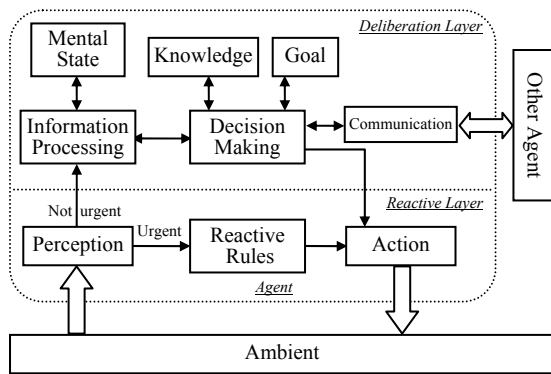 Deliberation Layer
Mental
State
Knowledge
Goal
Information
Processing
Decision
Making
Communication
Other Agent
Not urgent
Reactive Layer
Urgent
Perception
Reactive
Rules
Action
Agent
Ambient